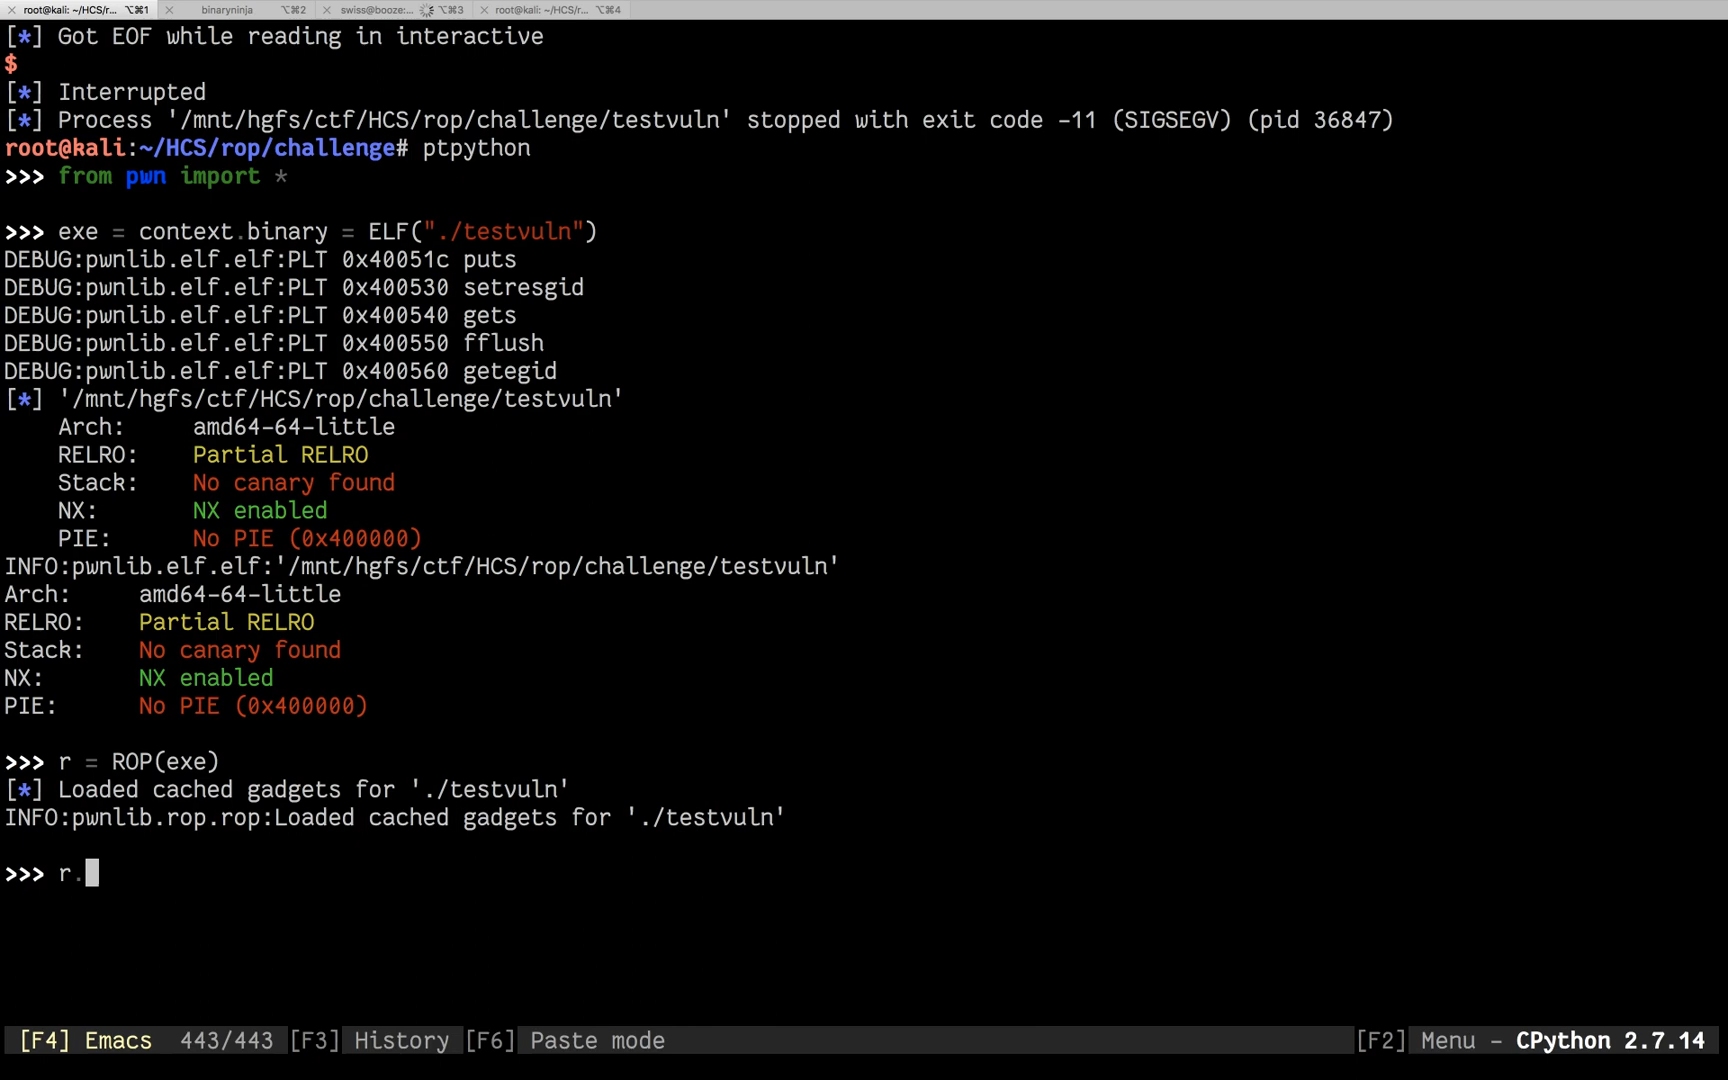 root@kali: ~/HCS/r... ⌥⌘1 binaryninja ⌥⌘2 swiss@booze:... ⌥⌘3 root@kali: ~/HCS/r... ⌥⌘4
[*] Got EOF while reading in interactive
$
[*] Interrupted
[*] Process '/mnt/hgfs/ctf/HCS/rop/challenge/testvuln' stopped with exit code -11 (SIGSEGV) (pid 36847)
root@kali:~/HCS/rop/challenge# ptpython
>>> from pwn import *
>>> exe = context.binary = ELF("./testvuln")
DEBUG:pwnlib.elf.elf:PLT 0x40051c puts
DEBUG:pwnlib.elf.elf:PLT 0x400530 setresgid
DEBUG:pwnlib.elf.elf:PLT 0x400540 gets
DEBUG:pwnlib.elf.elf:PLT 0x400550 fflush
DEBUG:pwnlib.elf.elf:PLT 0x400560 getegid
[*] '/mnt/hgfs/ctf/HCS/rop/challenge/testvuln'
Arch: amd64-64-little
RELRO: Partial RELRO
Stack: No canary found
NX: NX enabled
PIE: No PIE (0x400000)
INFO:pwnlib.elf.elf:'/mnt/hgfs/ctf/HCS/rop/challenge/testvuln'
Arch: amd64-64-little
RELRO: Partial RELRO
Stack: No canary found
NX: NX enabled
PIE: No PIE (0x400000)
>>> r = ROP(exe)
[*] Loaded cached gadgets for './testvuln'
INFO:pwnlib.rop.rop:Loaded cached gadgets for './testvuln'
>>> r.
[F4] Emacs 443/443 [F3] History [F6] Paste mode [F2] Menu - CPython 2.7.14